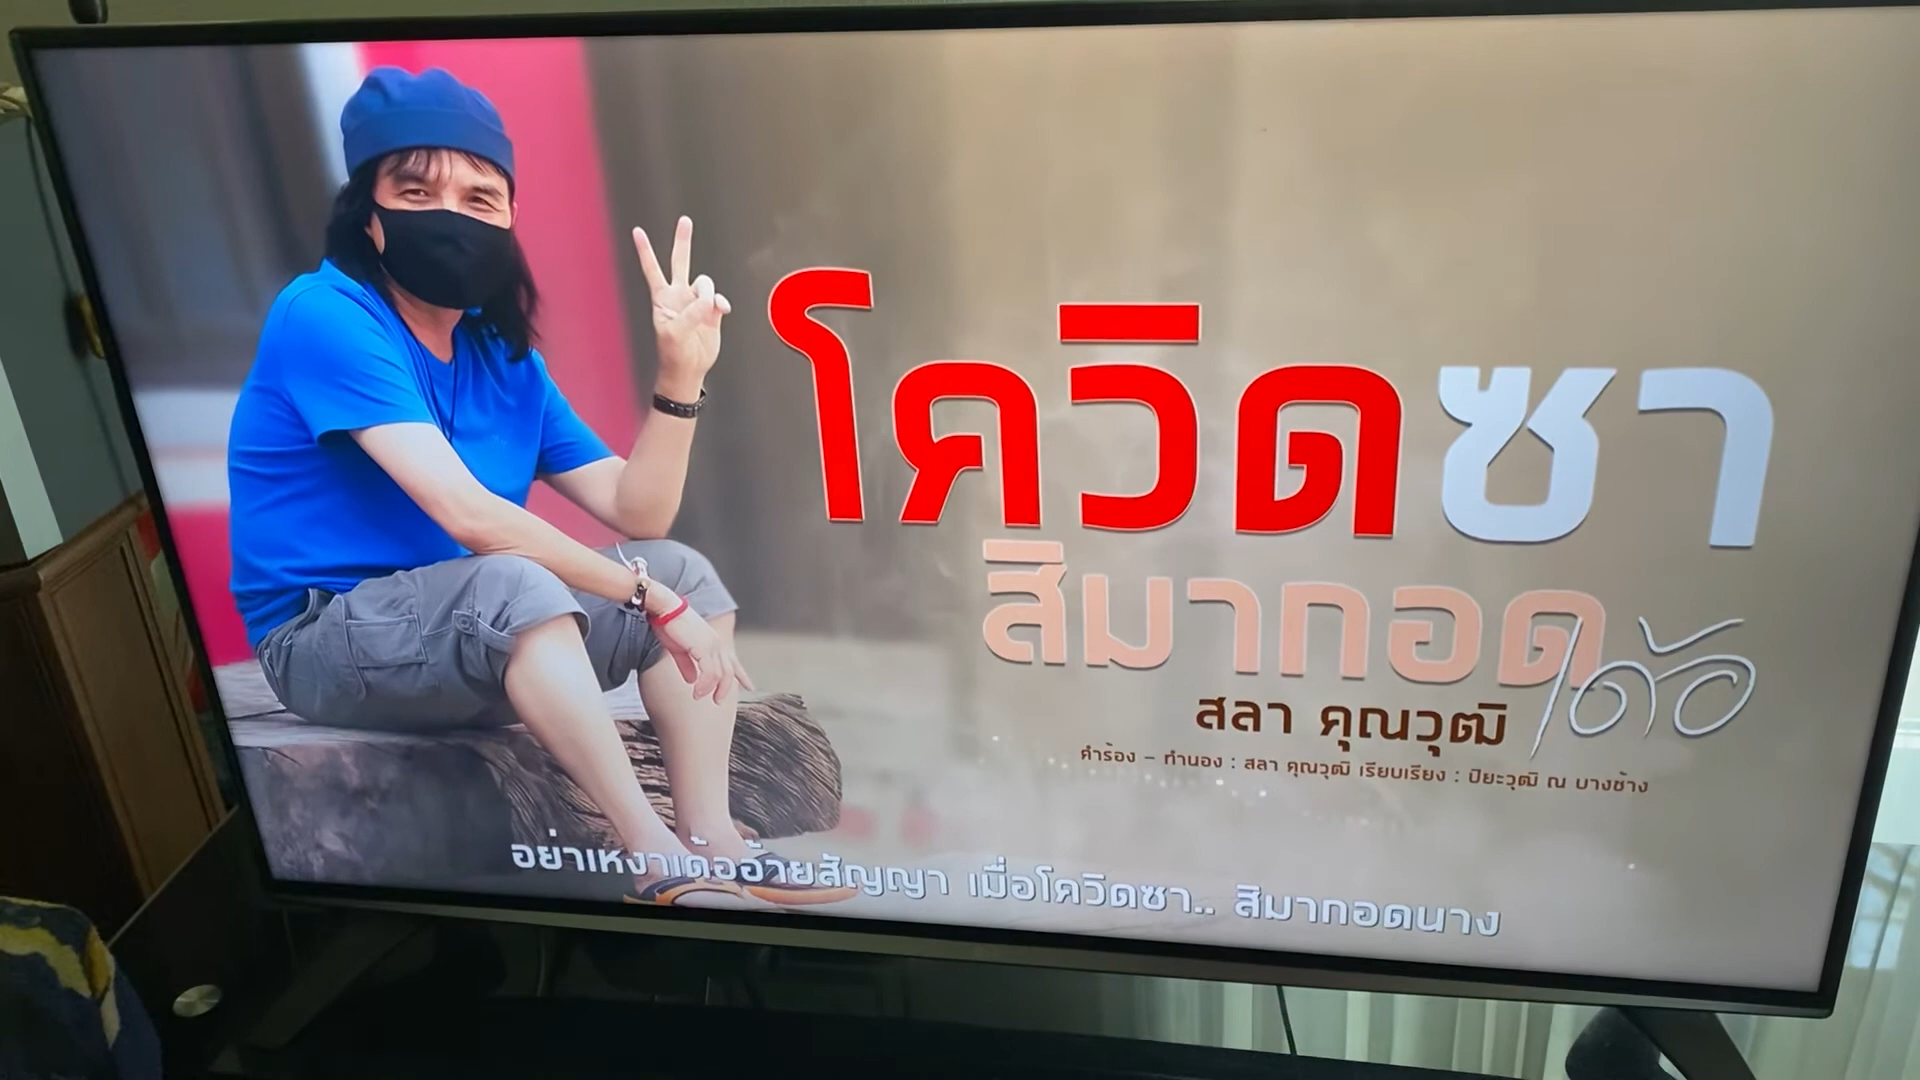 โควิดซา
สิมากอดเด้อ
สลา คุณวุฒิ
คำร้อง – ทำนอง : สลา คุณวุฒิ เรียบเรียง : ปิยะวุฒิ ณ บางช้าง
อย่าเหงาเด้ออ้ายสัญญา เมื่อโควิดซา.. สิมากอดนาง